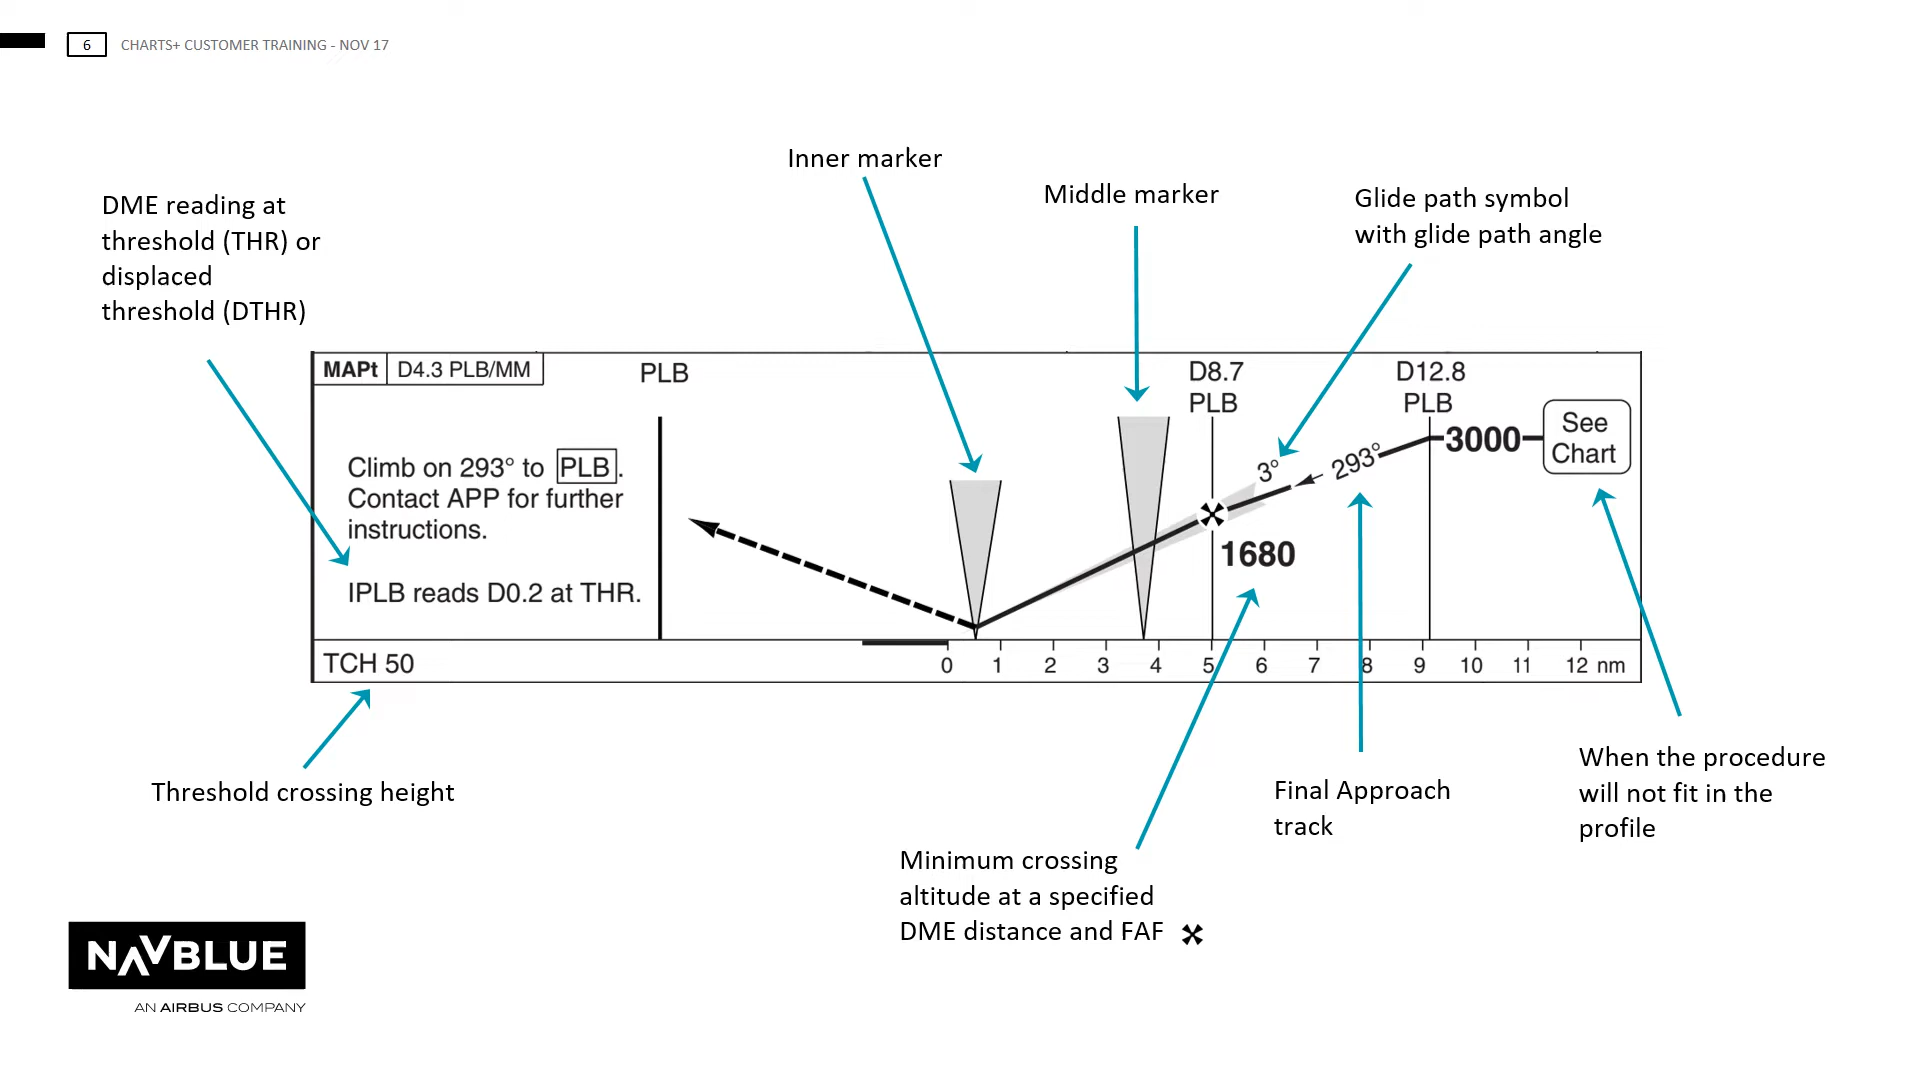 6 CHARTS+ CUSTOMER TRAINING - NOV 17
Inner marker
Middle marker
Glide path symbol
with glide path angle
DME reading at
threshold (THR) or
displaced
threshold (DTHR)
MAPt D4.3 PLB/MM
PLB
D8.7
PLB
D12.8
PLB
3000
See
Chart
Climb on 293° to PLB.
Contact APP for further
instructions.
IPLB reads D0.2 at THR.
3°
293°
1680
TCH 50
0 1 2 3 4 5 6 7 8 9 10 11 12 nm
Threshold crossing height
Minimum crossing
altitude at a specified
DME distance and FAF
Final Approach
track
When the procedure
will not fit in the
profile
NAVBLUE
AN AIRBUS COMPANY